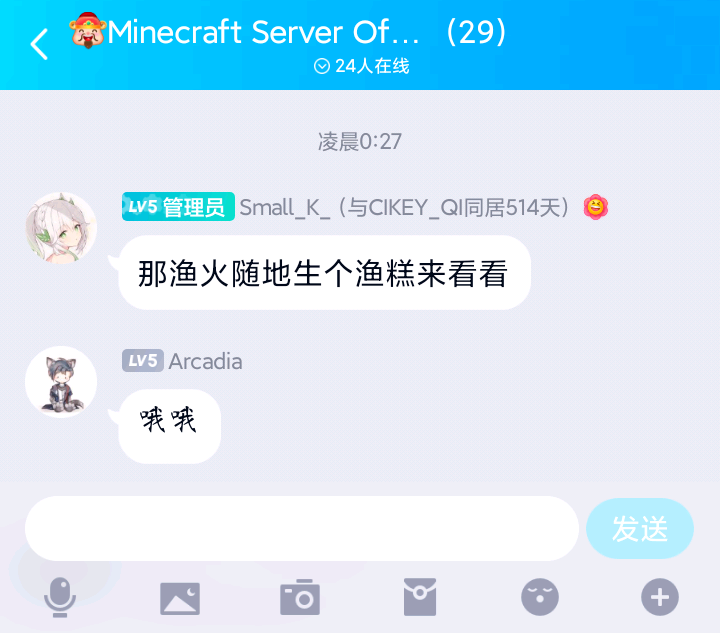 Minecraft Server Of... （29）
24人在线
凌晨0:27
LV5 管理员 Small_K_（与CIKEY_QI同居514天）
那渔火随地生个渔糕来看看
LV5 Arcadia
哦哦
发送